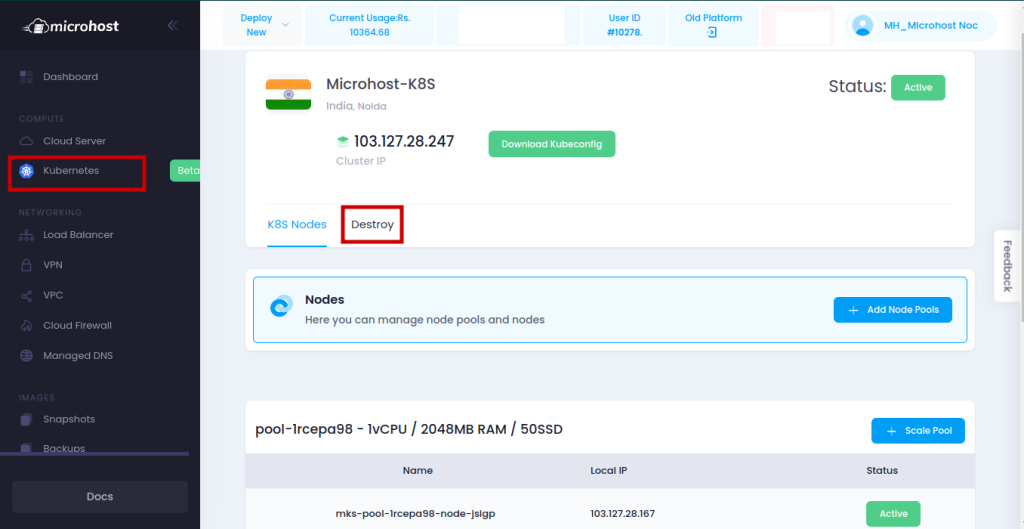 microhost
Dashboard
COMPUTE
Cloud Server
Kubernetes
Beta
NETWORKING
Load Balancer
VPN
VPC
Cloud Firewall
Managed DNS
IMAGES
Snapshots
Backups
Docs
Deploy
New
Current Usage:Rs.
10364.68
User ID
#10278.
Old Platform
MH_Microhost Noc
Microhost-K8S
India, Noida
Status: Active
103.127.28.247
Cluster IP
Download Kubeconfig
K8S Nodes
Destroy
Feedback
Nodes
Here you can manage node pools and nodes
+ Add Node Pools
pool-1rcepa98 - 1vCPU / 2048MB RAM / 50SSD
+ Scale Pool
Name Local IP Status
mks-pool-1rcepa98-node-jslgp 103.127.28.167 Active